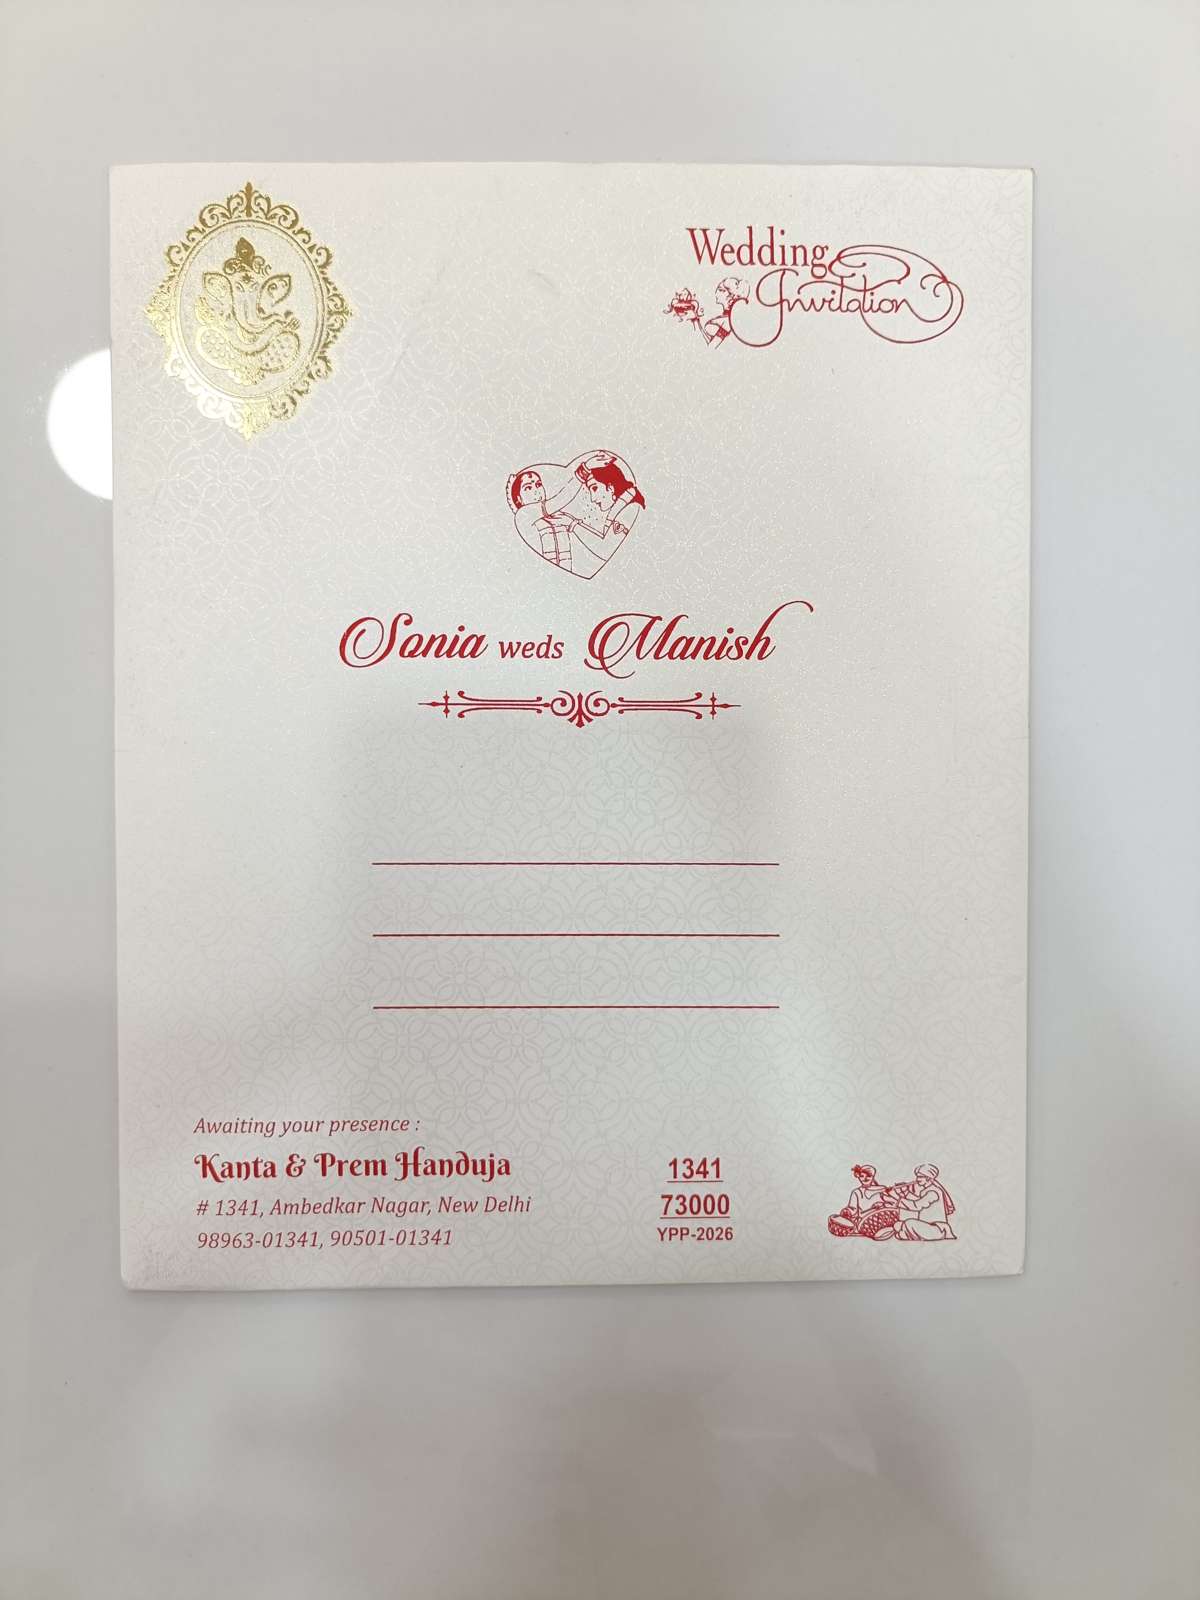 Wedding
Invitation
Sonia weds Manish
Awaiting your presence :
Kanta & Prem Handuja
# 1341, Ambedkar Nagar, New Delhi
98963-01341, 90501-01341
1341
73000
YPP-2026